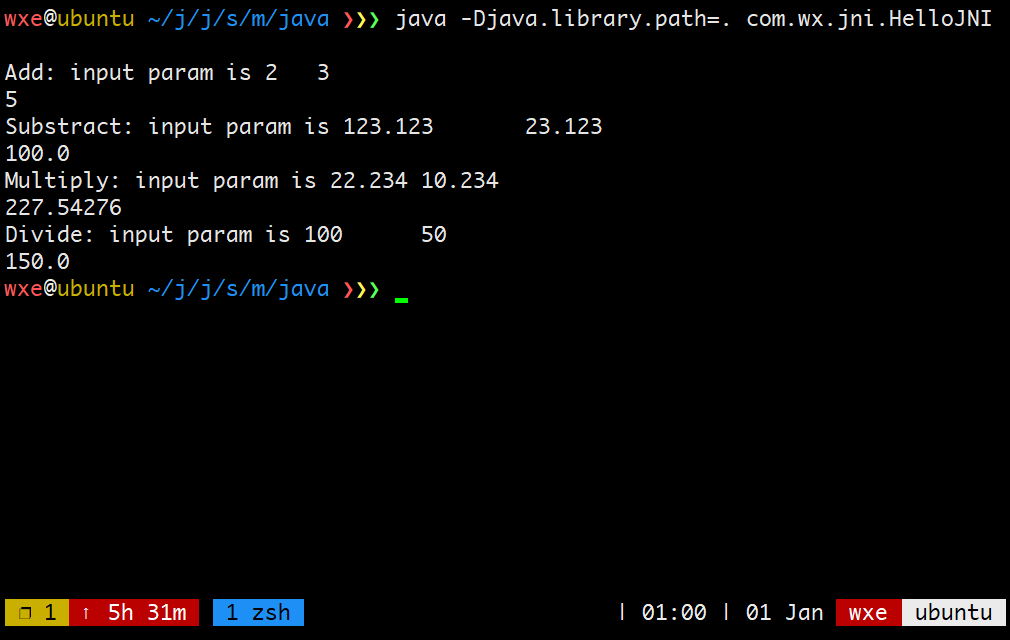 wxe@ubuntu ~/j/j/s/m/java ❯❯❯ java -Djava.library.path=. com.wx.jni.HelloJNI
Add: input param is 2   3
5
Substract: input param is 123.123       23.123
100.0
Multiply: input param is 22.234 10.234
227.54276
Divide: input param is 100      50
150.0
wxe@ubuntu ~/j/j/s/m/java ❯❯❯
❐ 1 ↑ 5h 31m 1 zsh | 01:00 | 01 Jan wxe ubuntu